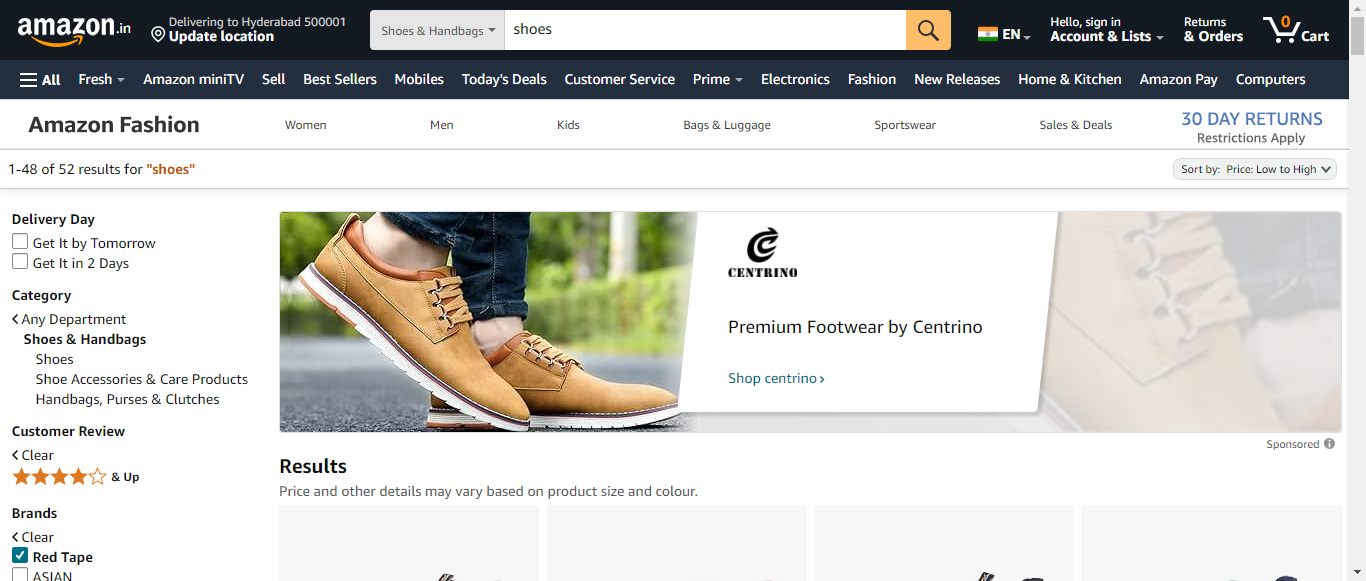 amazon.in
Delivering to Hyderabad 500001
Update location
Shoes & Handbags
shoes
EN
Hello, sign in
Account & Lists
Returns
& Orders
0
Cart
All
Fresh
Amazon miniTV
Sell
Best Sellers
Mobiles
Today's Deals
Customer Service
Prime
Electronics
Fashion
New Releases
Home & Kitchen
Amazon Pay
Computers
Amazon Fashion
Women
Men
Kids
Bags & Luggage
Sportswear
Sales & Deals
30 DAY RETURNS
Restrictions Apply
1-48 of 52 results for "shoes"
Sort by: Price: Low to High
Delivery Day
Get It by Tomorrow
Get It in 2 Days
Category
Any Department
Shoes & Handbags
Shoes
Shoe Accessories & Care Products
Handbags, Purses & Clutches
Customer Review
Clear
& Up
Brands
Clear
Red Tape
ASIAN
CENTRINO
Premium Footwear by Centrino
Shop centrino ›
Sponsored
Results
Price and other details may vary based on product size and colour.